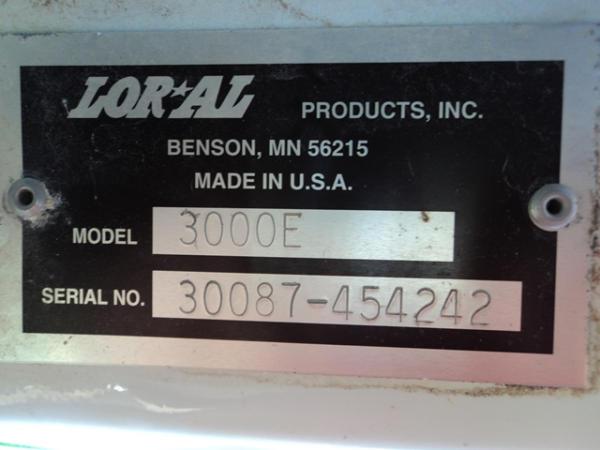 LOR★AL PRODUCTS, INC.
BENSON, MN 56215
MADE IN U.S.A.
MODEL 3000E
SERIAL NO. 30087-454242